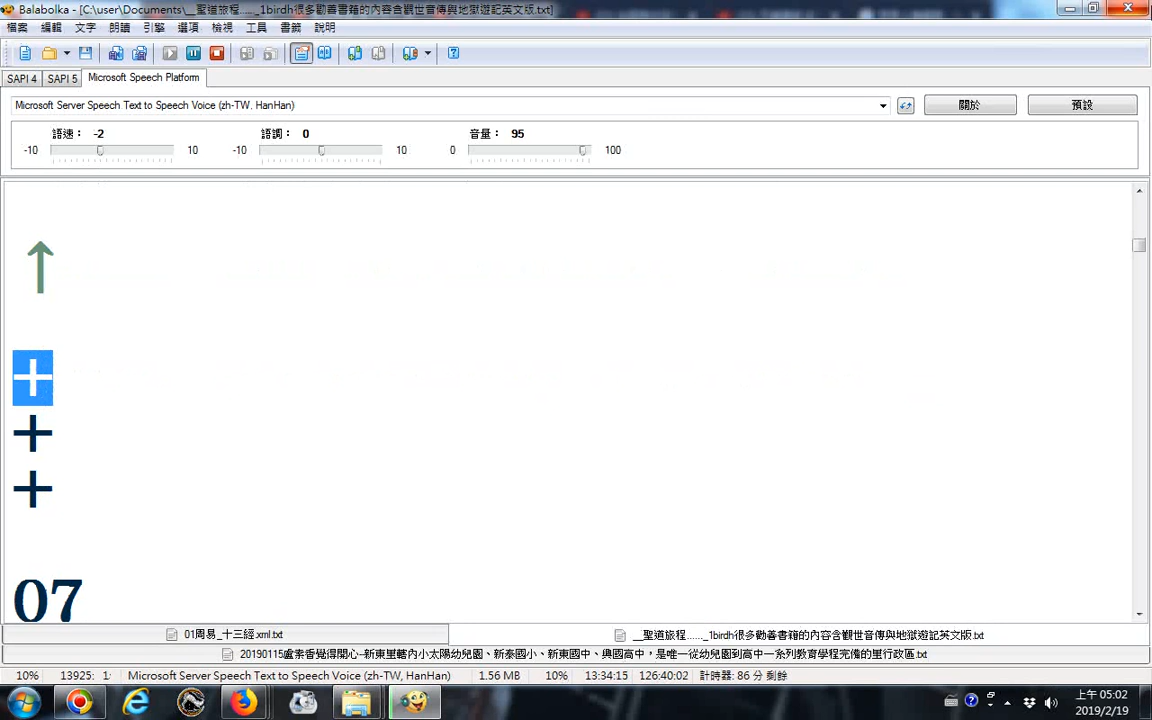 Balabolka - [C:\user\Documents\__聖道旅程......_1birdh很多勸善書籍的內容含觀世音傳與地獄遊記英文版.txt]
檔案 編輯 文字 朗讀 引擎 選項 檢視 工具 書籤 說明
SAPI 4 SAPI 5 Microsoft Speech Platform
Microsoft Server Speech Text to Speech Voice (zh-TW, HanHan) 關於 預設
語速： -2 語調： 0 音量： 95
-10 10 -10 10 0 100
↑
+
+
+
07
01周易_十三經.xml.txt __聖道旅程......_1birdh很多勸善書籍的內容含觀世音傳與地獄遊記英文版.txt
20190115盧素香覺得開心-新東里轄內小太陽幼兒園、新泰國小、新東國中、興國高中，是唯一從幼兒園到高中一系列教育學程完備的里行政區.txt
10% 13925: 1 Microsoft Server Speech Text to Speech Voice (zh-TW, HanHan) 1.56 MB 10% 13:34:15 126:40:02 計時器: 86 分 剩餘
上午 05:02
2019/2/19